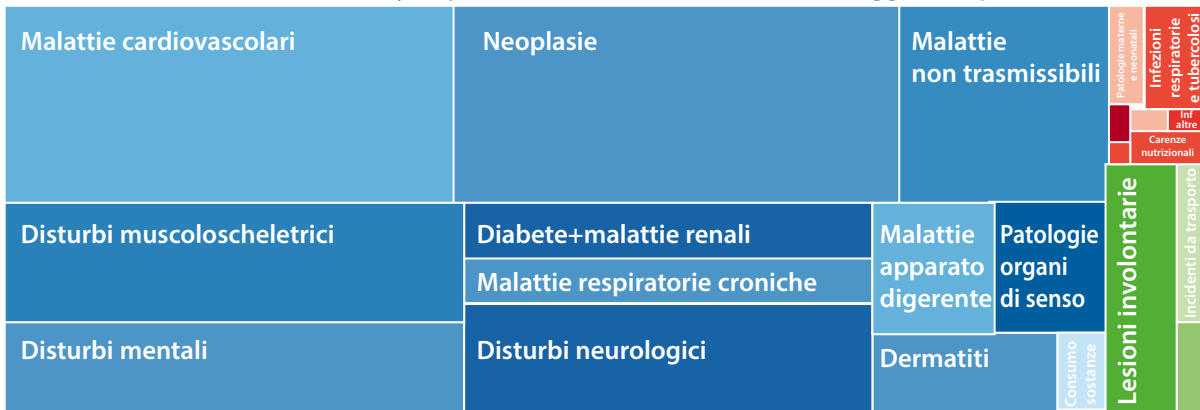 Malattie cardiovascolari
Neoplasie
Malattie
non trasmissibili
Patologie materne
e neonatali
Infezioni
respiratorie
e tubercolosi
Inf
altre
Carenze
nutrizionali
Disturbi muscoloscheletrici
Diabete+malattie renali
Malattie respiratorie croniche
Malattie
apparato
digerente
Patologie
organi
di senso
Lesioni involontarie
Incidenti da trasporto
Disturbi mentali
Disturbi neurologici
Dermatiti
Consumo
sostanze